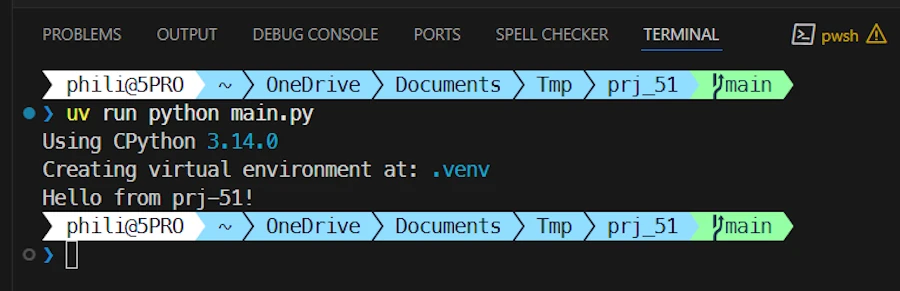 PROBLEMS OUTPUT DEBUG CONSOLE PORTS SPELL CHECKER TERMINAL pwsh
phili@5PRO ~ OneDrive Documents Tmp prj_51 main
❯ uv run python main.py
Using CPython 3.14.0
Creating virtual environment at: .venv
Hello from prj-51!
phili@5PRO ~ OneDrive Documents Tmp prj_51 main
❯